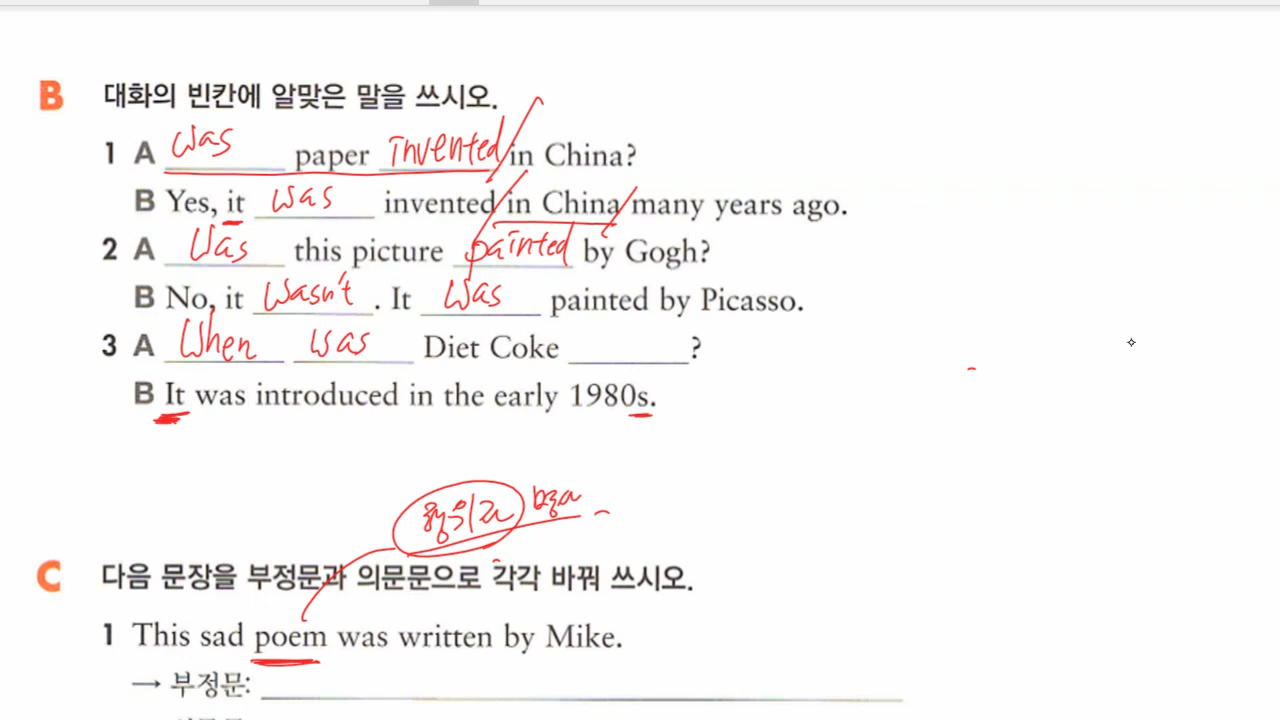 B 대화의 빈칸에 알맞은 말을 쓰시오.
1 A was paper invented in China?
B Yes, it was invented in China many years ago.
2 A Was this picture painted by Gogh?
B No, it wasn't. It was painted by Picasso.
3 A When was Diet Coke ________?
B It was introduced in the early 1980s.
C 다음 문장을 부정문과 의문문으로 각각 바꿔 쓰시오.
1 This sad poem was written by Mike.
→ 부정문: